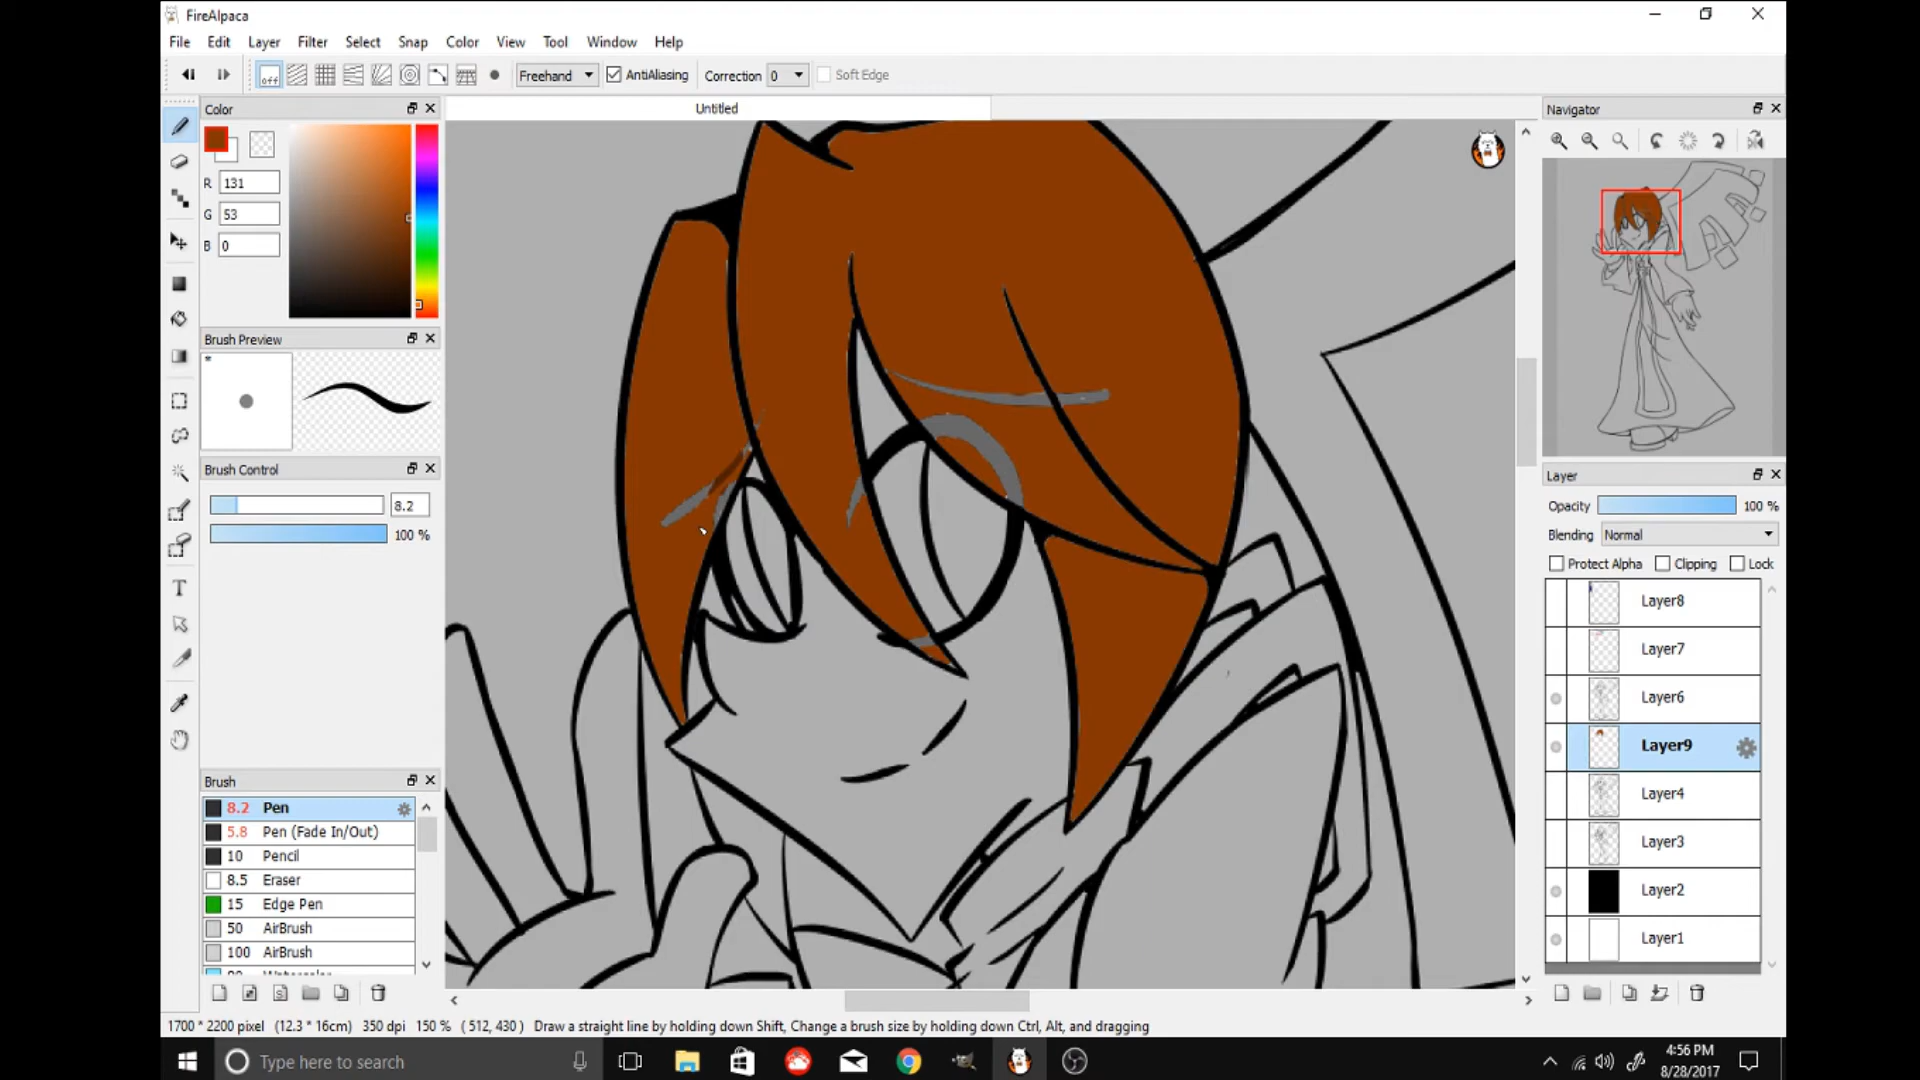 FireAlpaca
File Edit Layer Filter Select Snap Color View Tool Window Help
off Freehand AntiAliasing Correction 0 Soft Edge
Color
R 131
G 53
B 0
Brush Preview
Brush Control
8.2
100 %
Brush
8.2 Pen
5.8 Pen (Fade In/Out)
10 Pencil
8.5 Eraser
15 Edge Pen
50 AirBrush
100 AirBrush
Untitled
Navigator
Layer
Opacity 100 %
Blending Normal
Protect Alpha Clipping Lock
Layer8
Layer7
Layer6
Layer9
Layer4
Layer3
Layer2
Layer1
1700 * 2200 pixel (12.3 * 16cm) 350 dpi 150 % ( 512, 430 ) Draw a straight line by holding down Shift, Change a brush size by holding down Ctrl, Alt, and dragging
Type here to search
4:56 PM
8/28/2017